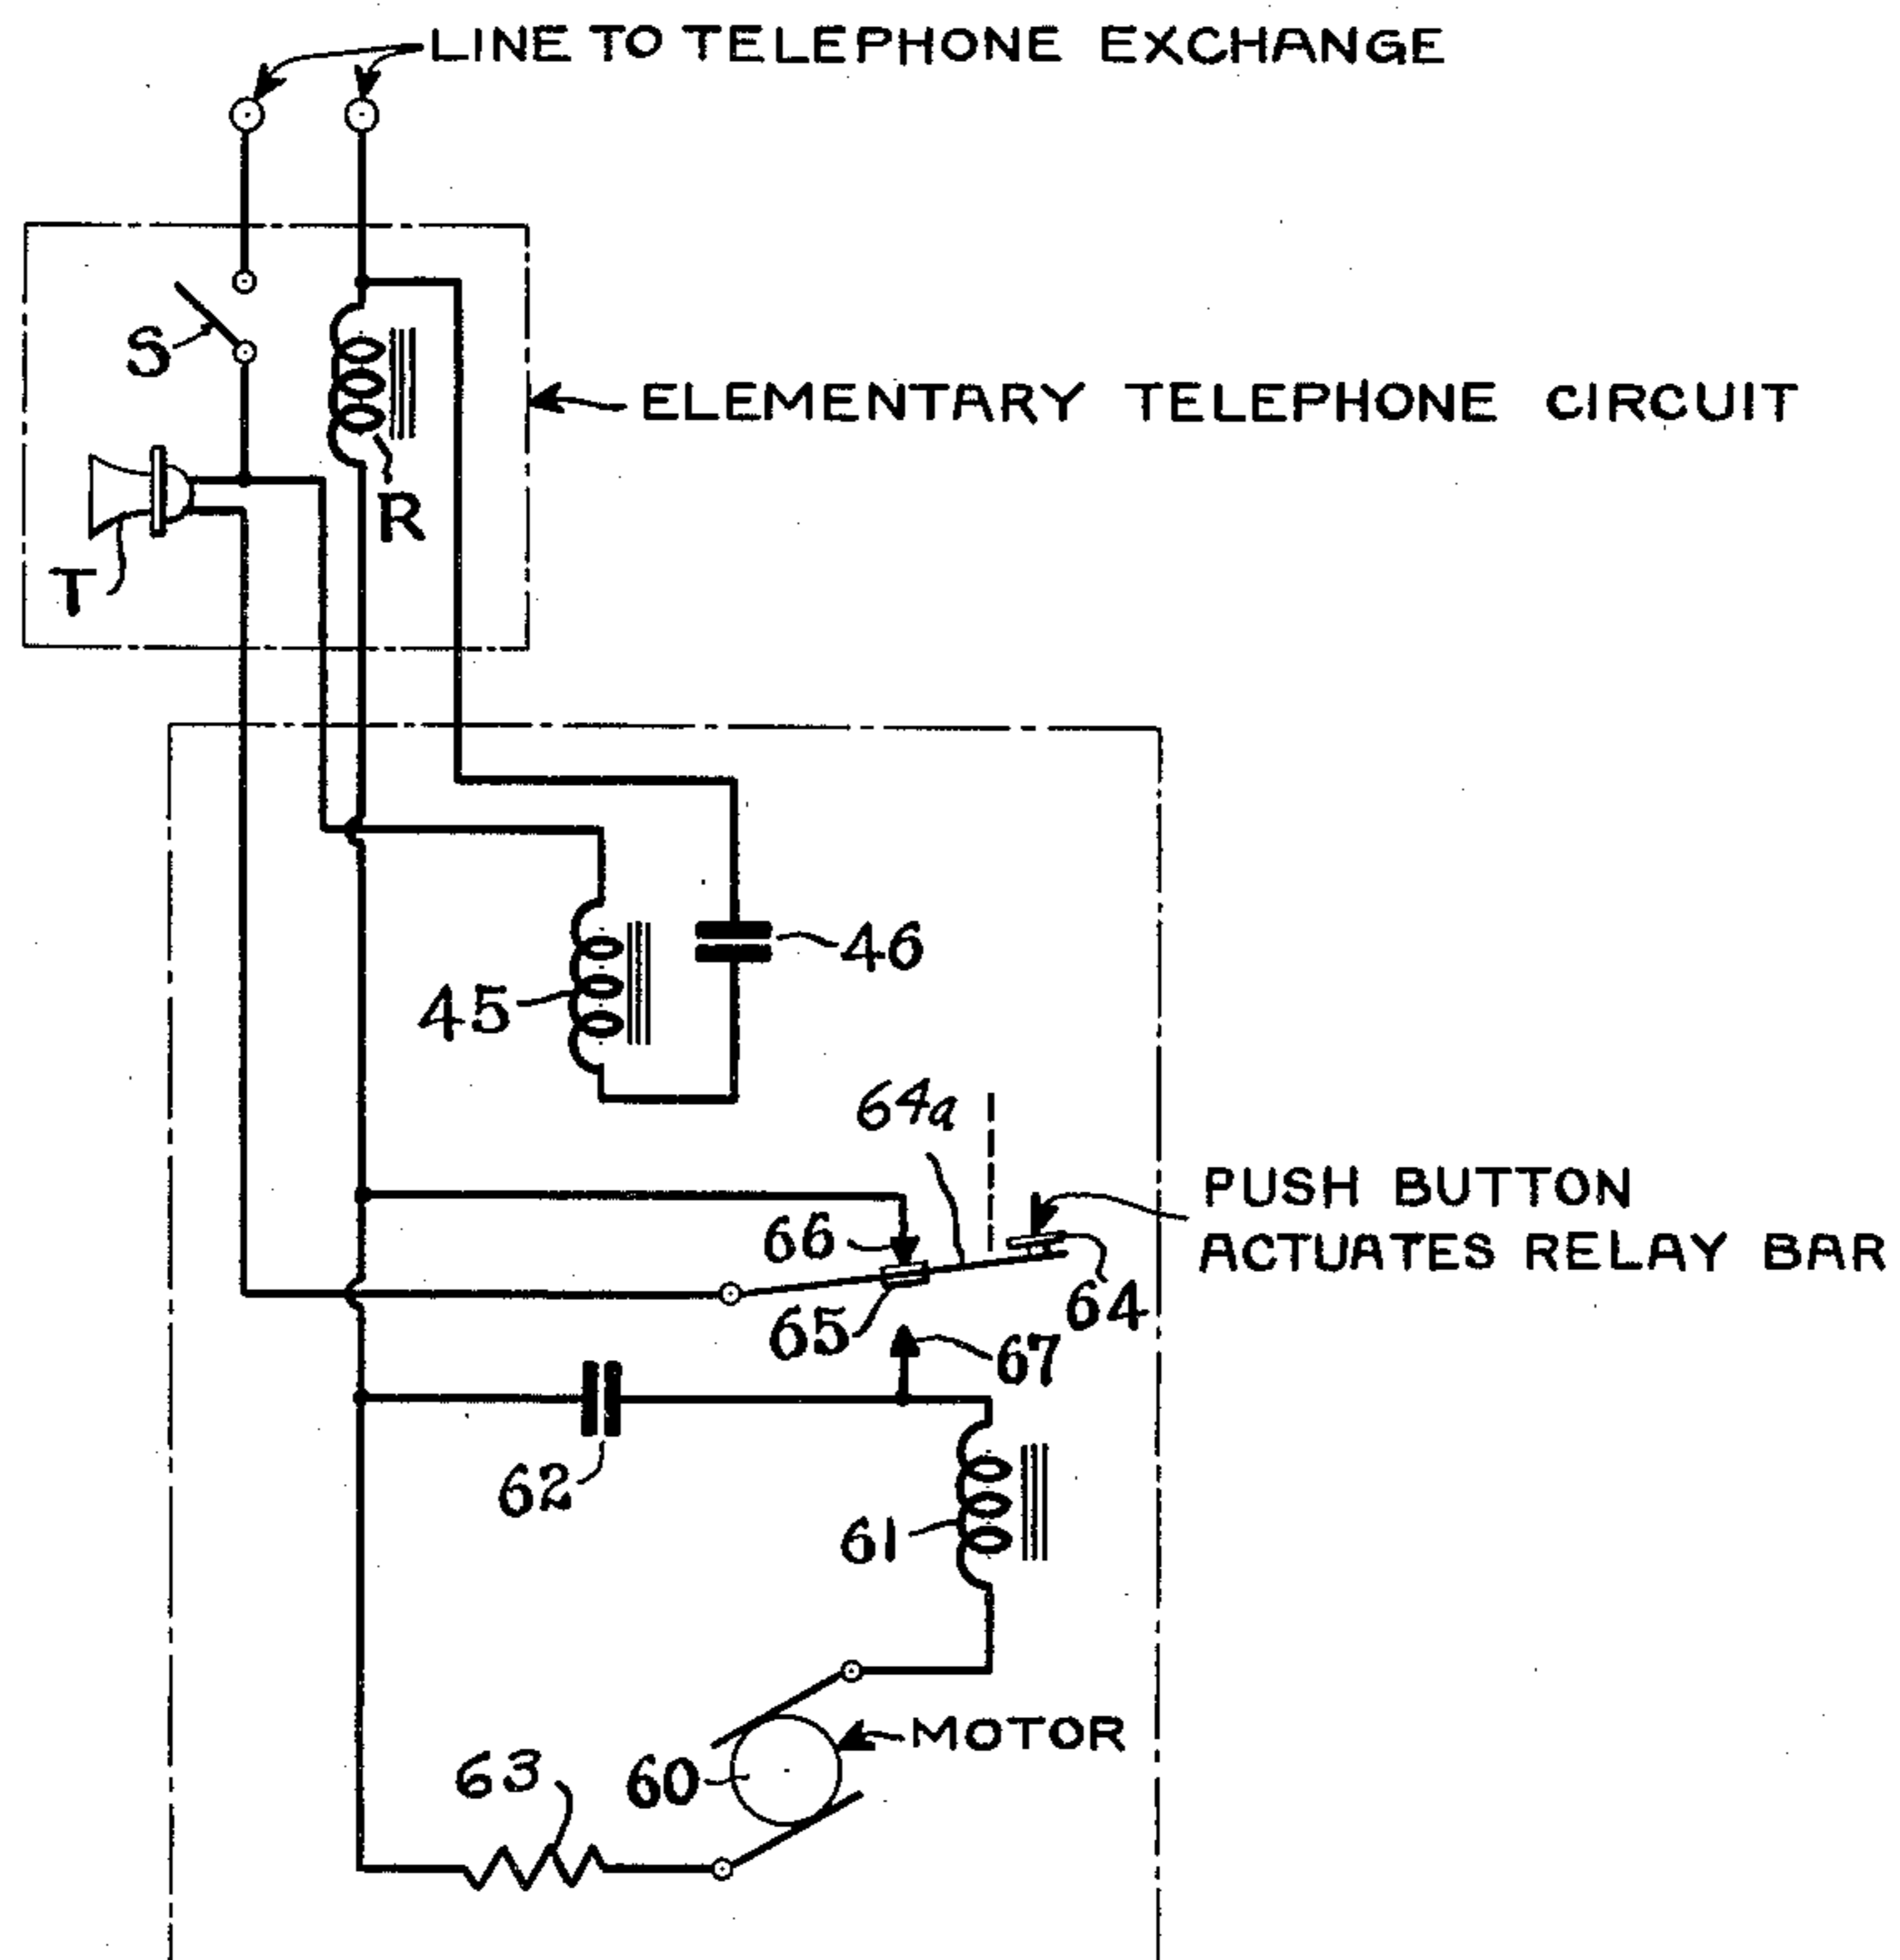 LINE TO TELEPHONE EXCHANGE
S
ELEMENTARY TELEPHONE CIRCUIT
R
T
46
45
64a
PUSH BUTTON
ACTUATES RELAY BAR
66
64
65
67
62
61
MOTOR
63
60